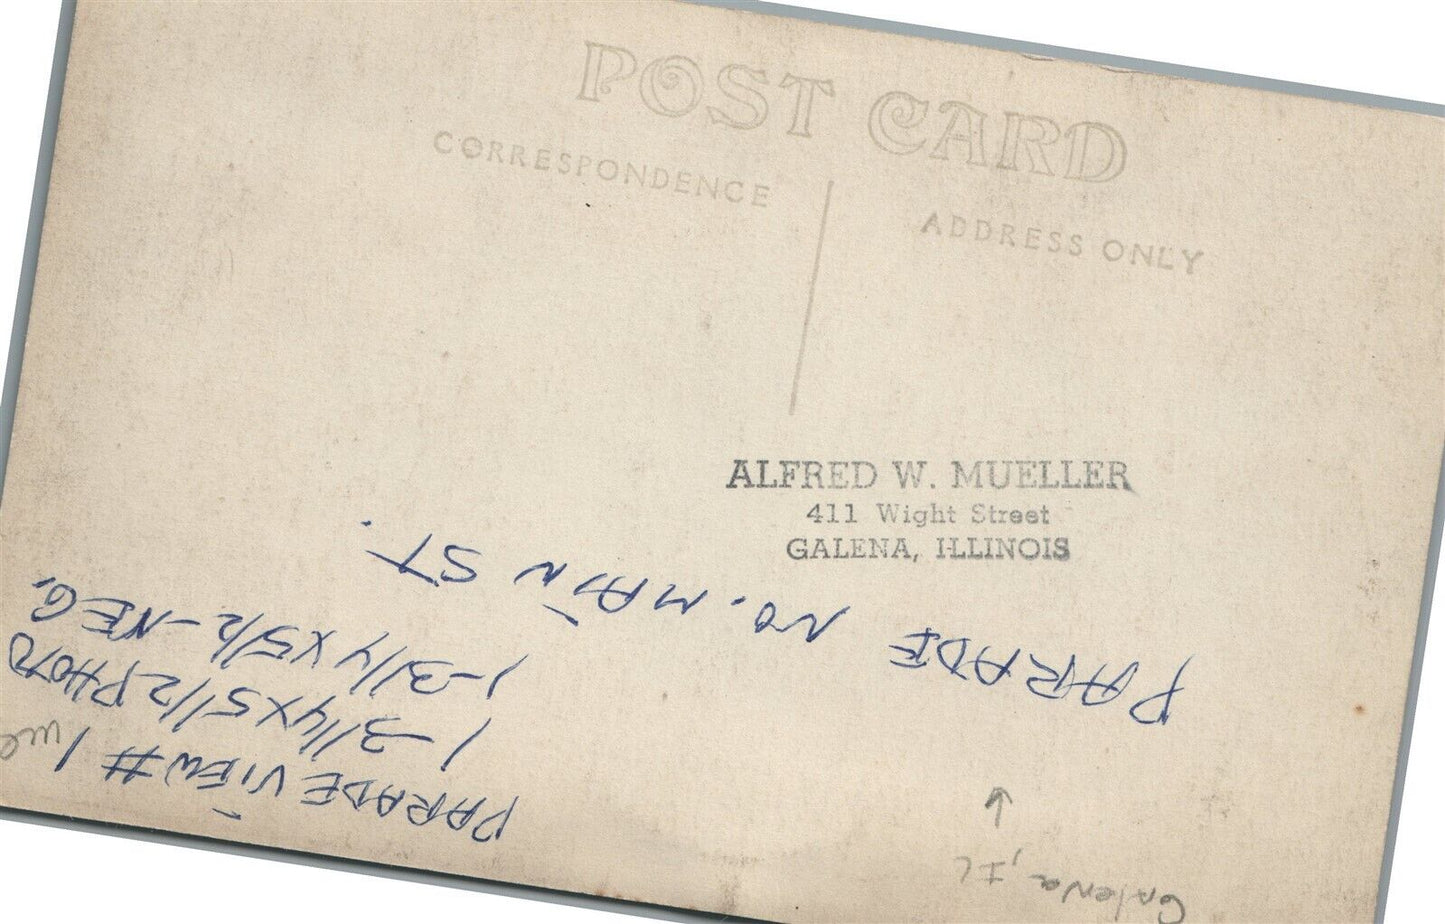 POST CARD
CORRESPONDENCE
ADDRESS ONLY
ALFRED W. MUELLER
411 Wight Street
GALENA, ILLINOIS
PARADE VIEW # 1
1-3 1/4 X 5 1/2 PHOTO
1-3 1/4 X 5 1/2 - NEG.
PARADE NO. MAIN ST.
Galena, IL